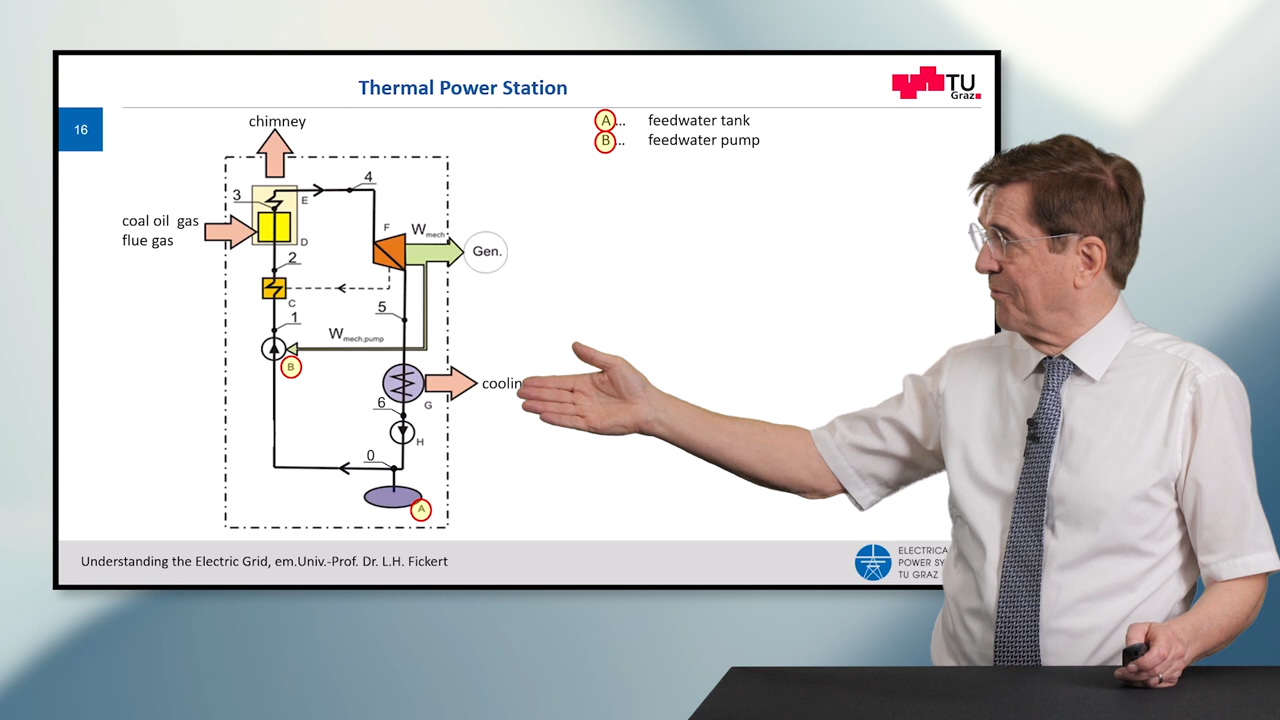 Thermal Power Station
TU
Graz
16
chimney
A... feedwater tank
B... feedwater pump
4
3
E
coal oil gas
flue gas
D
F
Wmech
Gen.
2
C
1
5
Wmech,pump
B
G
6
H
0
A
Understanding the Electric Grid, em.Univ.-Prof. Dr. L.H. Fickert
ELECTRICA
POWER SY
TU GRAZ